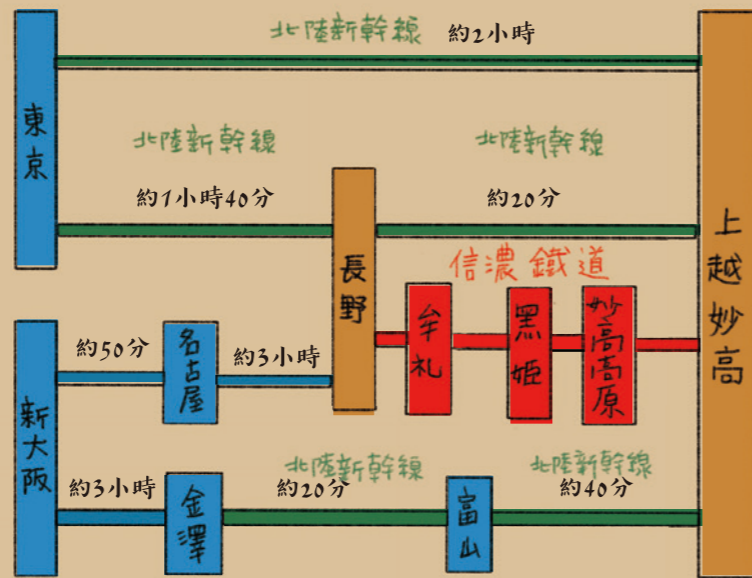 北陸新幹線 約2小時
東京
北陸新幹線
北陸新幹線
約1小時40分
約20分
長野
上越妙高
信濃鐵道
牟礼
黑姬
妙高高原
約50分
名古屋
約3小時
新大阪
約3小時
金澤
北陸新幹線
約20分
富山
北陸新幹線
約40分